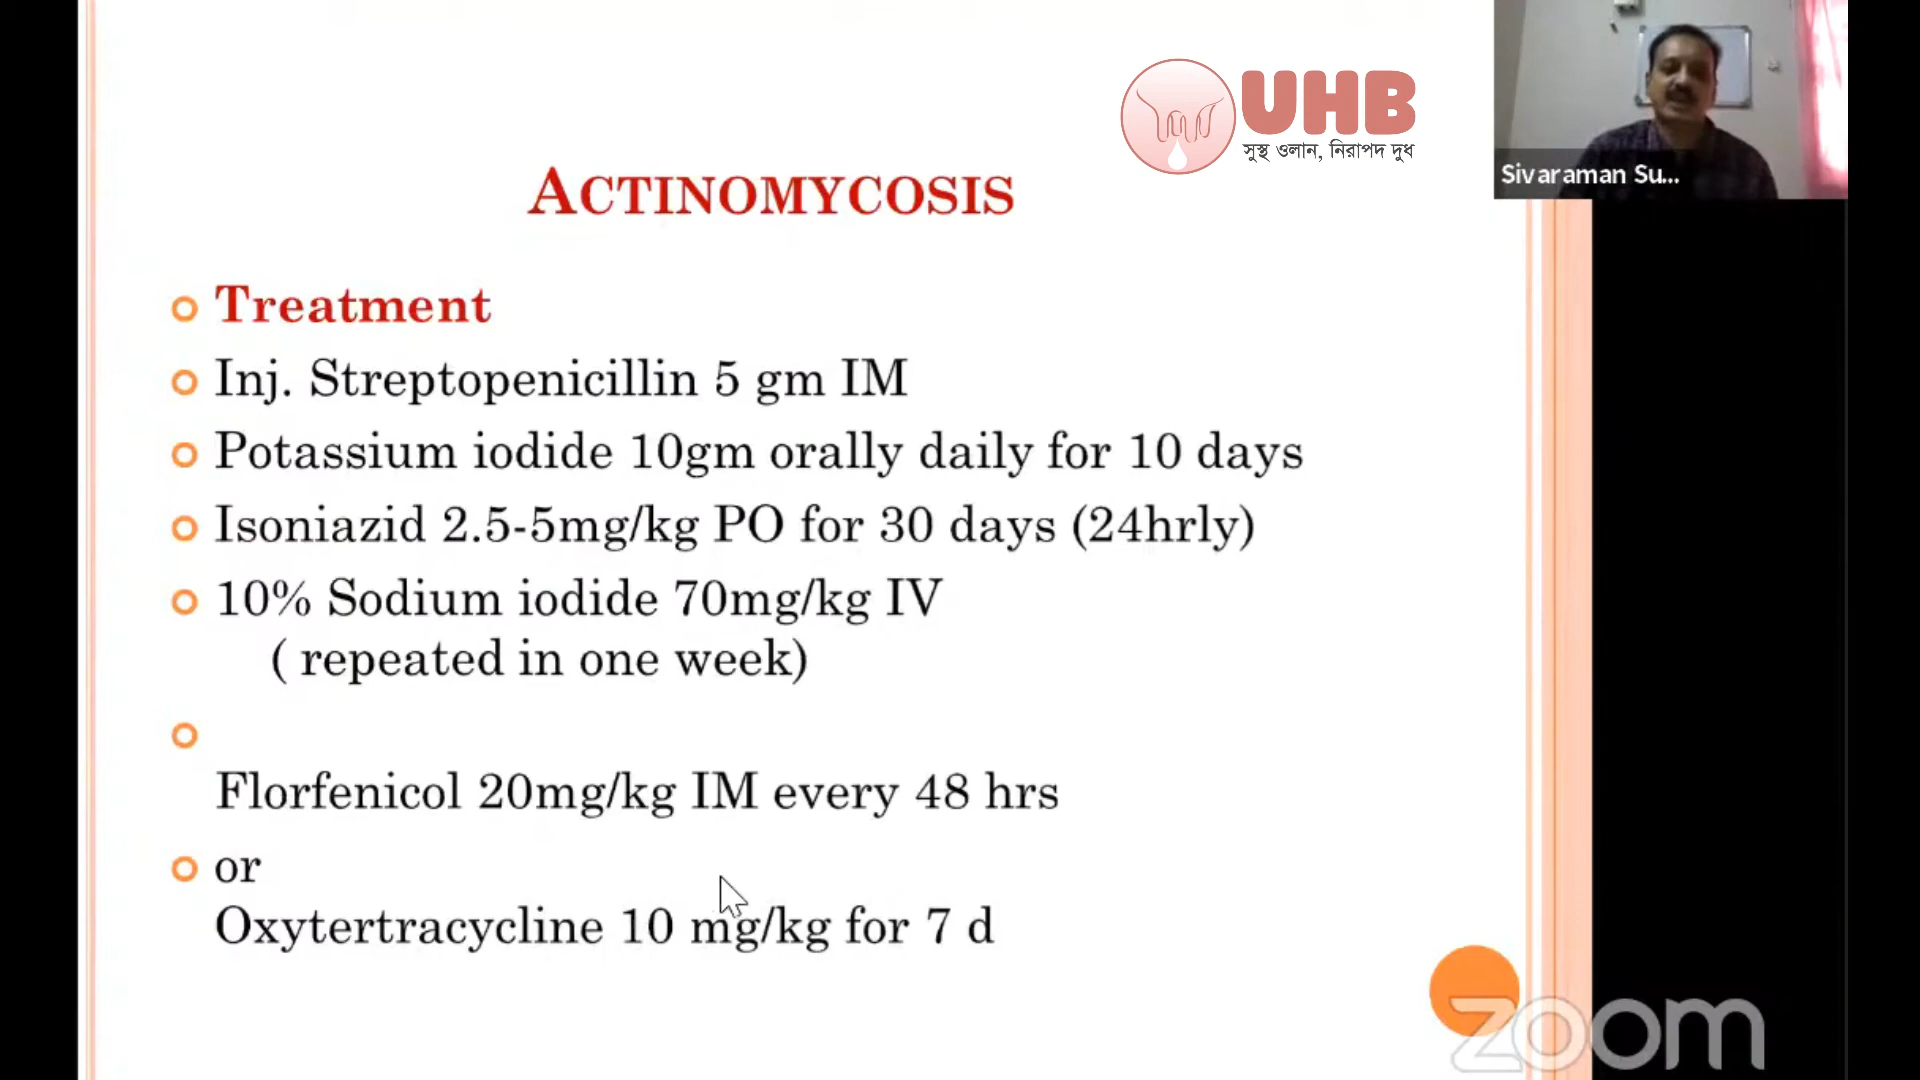 UHB
সুস্থ ওলান, নিরাপদ দুধ
Sivaraman Su...
ACTINOMYCOSIS
Treatment
Inj. Streptopenicillin 5 gm IM
Potassium iodide 10gm orally daily for 10 days
Isoniazid 2.5-5mg/kg PO for 30 days (24hrly)
10% Sodium iodide 70mg/kg IV
( repeated in one week)
Florfenicol 20mg/kg IM every 48 hrs
or
Oxytertracycline 10 mg/kg for 7 d
zoom